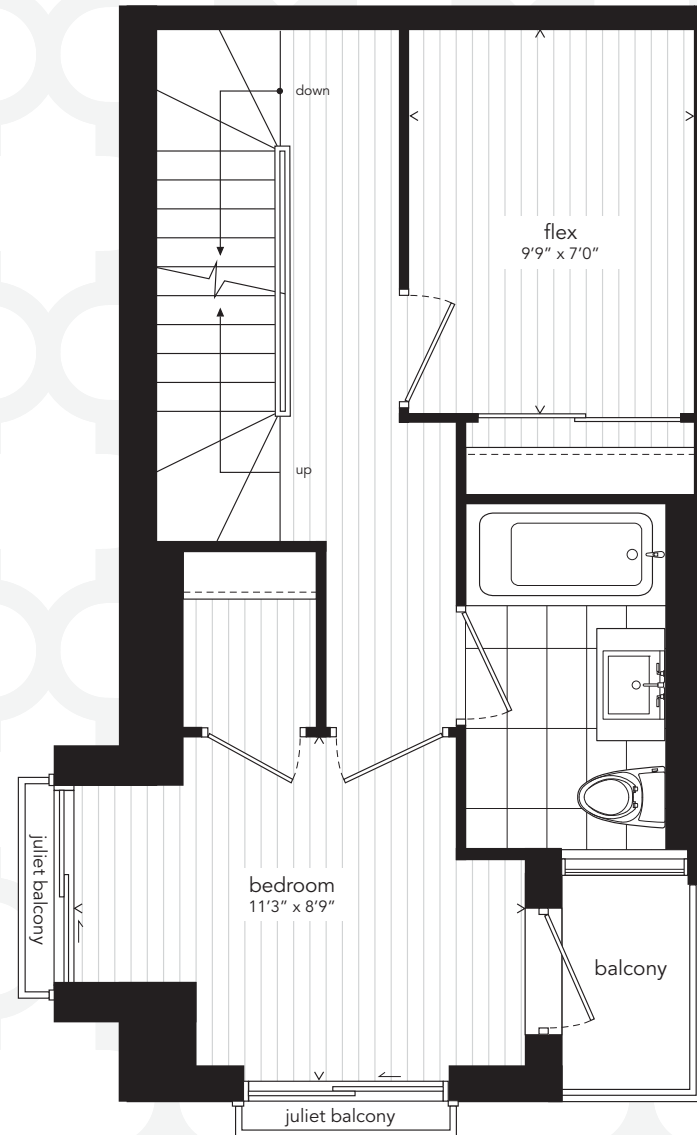 down
flex
9’9” x 7’0”
up
juliet balcony
bedroom
11’3” x 8’9”
balcony
juliet balcony